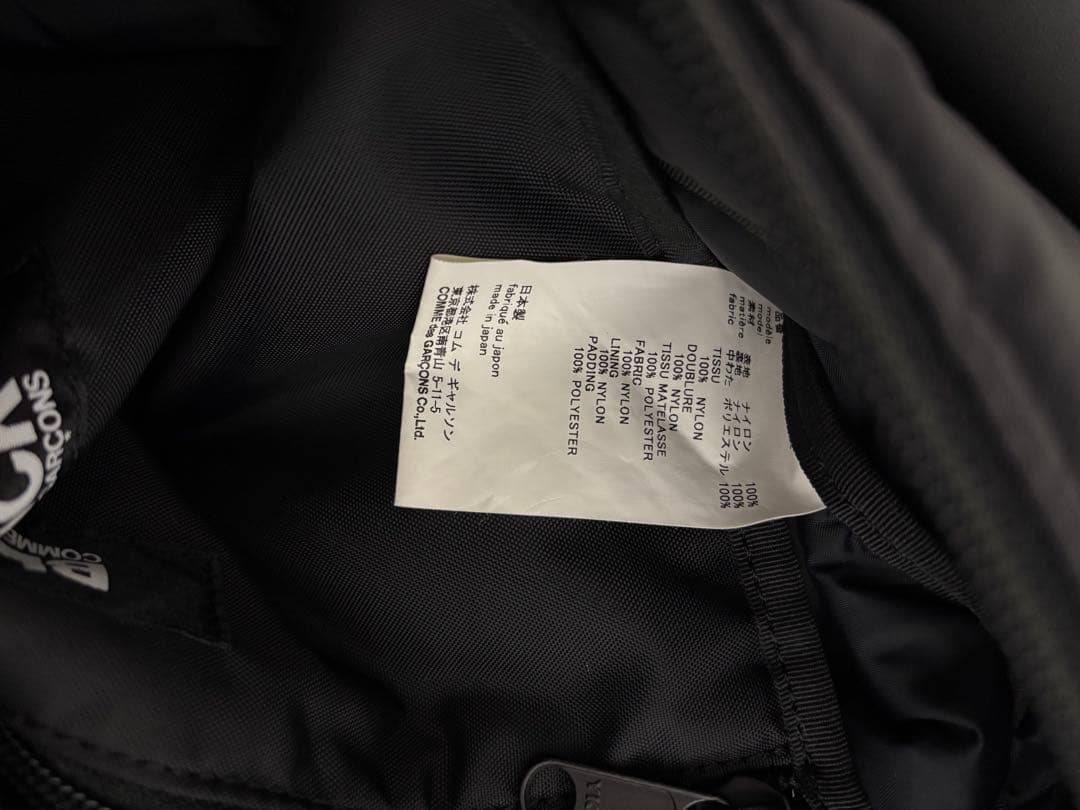 品番
modèle
model
素材
matière
fabric
表地 ナイロン 100%
裏地 ナイロン 100%
中わた ポリエステル 100%
TISSU
100% NYLON
DOUBLURE
100% NYLON
TISSU MATELASSE
100% POLYESTER
FABRIC
100% NYLON
LINING
100% NYLON
PADDING
100% POLYESTER
日本製
fabriqué au japon
made in japan
株式会社 コム デ ギャルソン
東京都港区南青山 5-11-5
COMME des GARÇONS Co.,Ltd.
COMME
GARÇONS